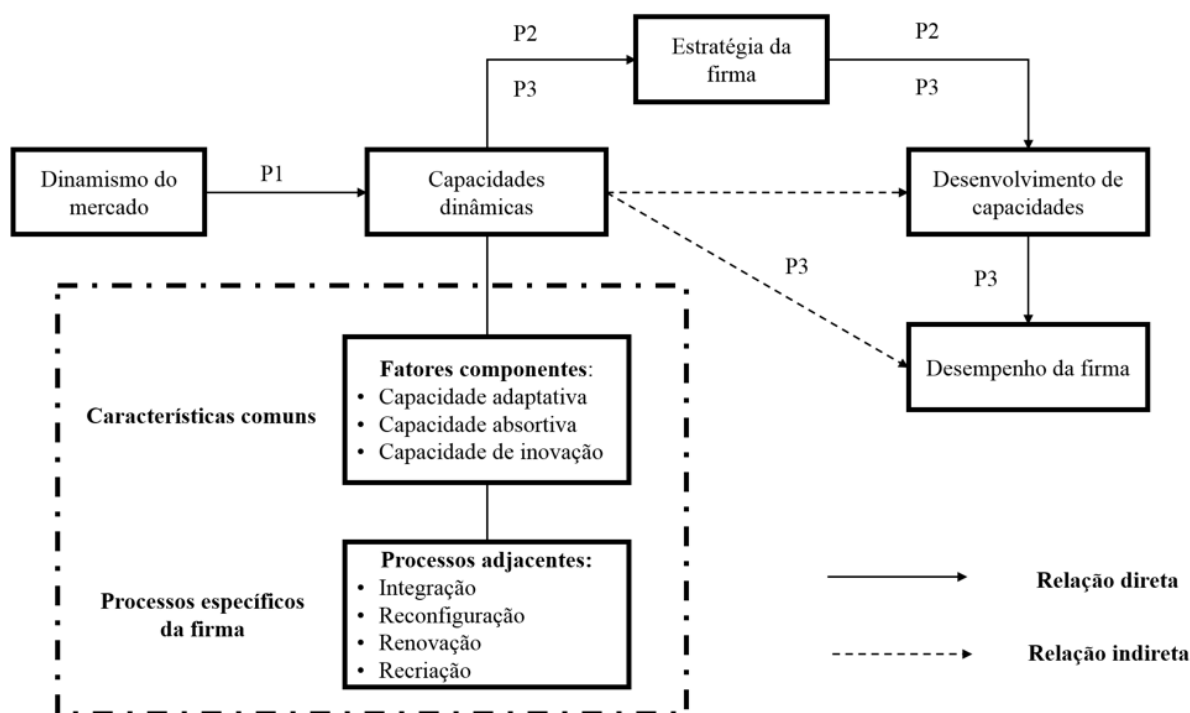 P2
Estratégia da
firma
P2
P3
P3
Dinamismo do
mercado
P1
Capacidades
dinâmicas
Desenvolvimento de
capacidades
P3
P3
Desempenho da firma
Características comuns
Fatores componentes:
• Capacidade adaptativa
• Capacidade absortiva
• Capacidade de inovação
Processos específicos
da firma
Processos adjacentes:
• Integração
• Reconfiguração
• Renovação
• Recriação
Relação direta
Relação indireta